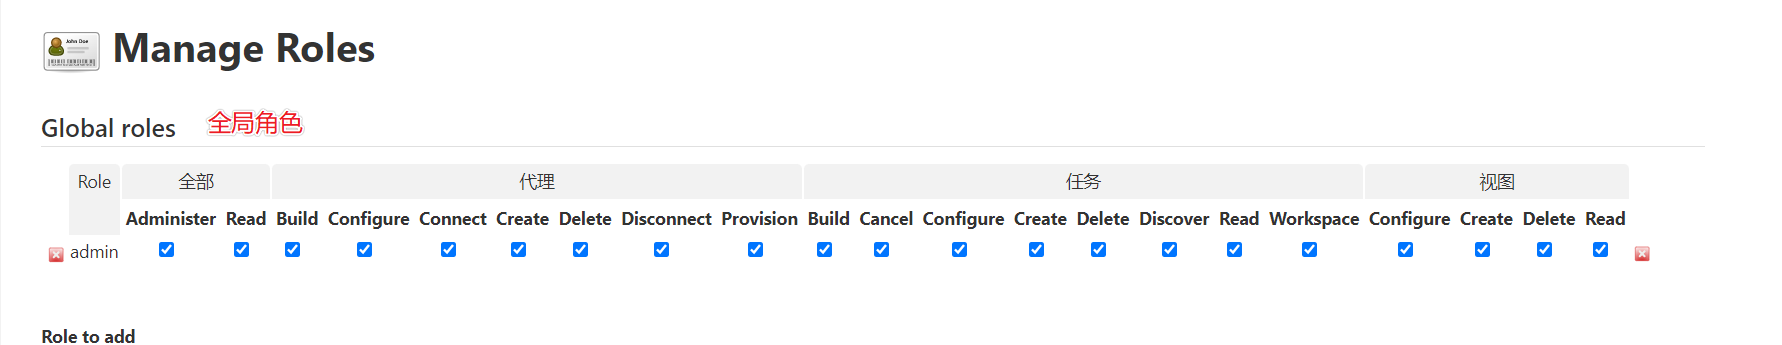 John Doe
Manage Roles
Global roles 全局角色
Role 全部 代理 任务 视图
Administer Read Build Configure Connect Create Delete Disconnect Provision Build Cancel Configure Create Delete Discover Read Workspace Configure Create Delete Read
admin
Role to add